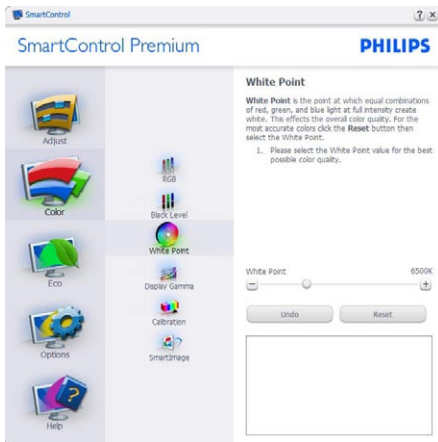 SmartControl
SmartControl Premium
PHILIPS
Adjust
Color
Eco
Options
Help
RGB
Black Level
White Point
Display Gamma
Calibration
SmartImage
White Point
White Point is the point at which equal combinations
of red, green, and blue light at full intensity create
white. This effects the overall color quality. For the
most accurate colors click the Reset button then
select the White Point.
1. Please select the White Point value for the best
possible color quality.
White Point 6500K
Undo Reset